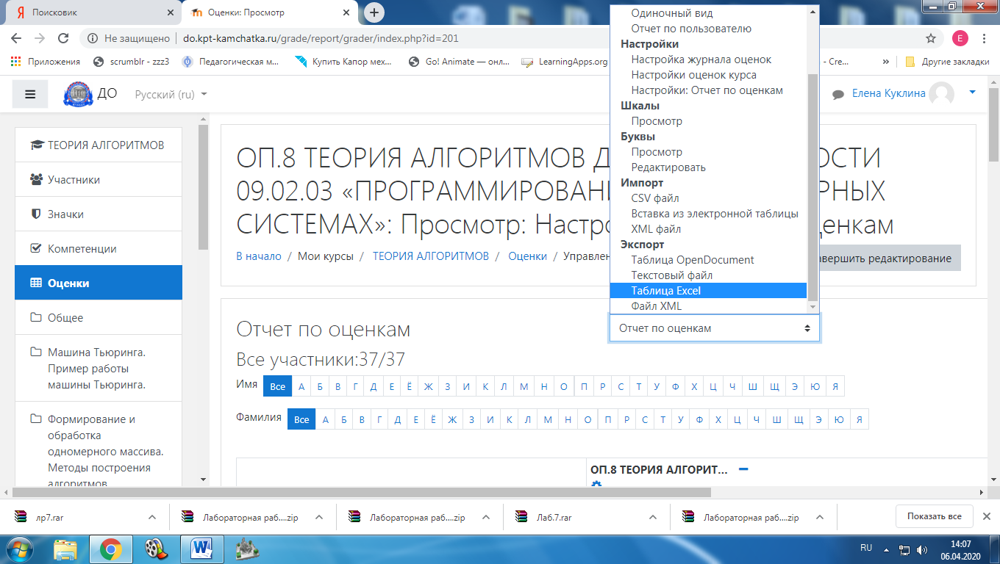 Поисковик
Оценки: Просмотр
Не защищено | do.kpt-kamchatka.ru/grade/report/grader/index.php?id=201
E
Приложения
scrumblr - zzz3
Педагогическая м...
Купить Капор мех...
Go! Animate — онл...
LearningApps.org
- Cre...
»
Другие закладки
ДО
Русский (ru)
Елена Куклина
ТЕОРИЯ АЛГОРИТМОВ
Участники
Значки
Компетенции
Оценки
Общее
Машина Тьюринга.
Пример работы
машины Тьюринга.
Формирование и
обработка
одномерного массива.
Методы построения
алгоритмов
ОП.8 ТЕОРИЯ АЛГОРИТМОВ Д ОСТИ
09.02.03 «ПРОГРАММИРОВАНИ РНЫХ
СИСТЕМАХ»: Просмотр: Настро ценкам
В начало / Мои курсы / ТЕОРИЯ АЛГОРИТМОВ / Оценки / Управлен
авершить редактирование
Одиночный вид
Отчет по пользователю
Настройки
Настройка журнала оценок
Настройки оценок курса
Настройки: Отчет по оценкам
Шкалы
Просмотр
Буквы
Просмотр
Редактировать
Импорт
CSV файл
Вставка из электронной таблицы
XML файл
Экспорт
Таблица OpenDocument
Текстовый файл
Таблица Excel
Файл XML
Отчет по оценкам
Отчет по оценкам
Все участники:37/37
Имя Все А Б В Г Д Е Ё Ж З И К Л М Н О П Р С Т У Ф Х Ц Ч Ш Щ Э Ю Я
Фамилия Все А Б В Г Д Е Ё Ж З И К Л М Н О П Р С Т У Ф Х Ц Ч Ш Щ Э Ю Я
ОП.8 ТЕОРИЯ АЛГОРИТ...
лр7.rar
Лабораторная раб....zip
Лабораторная раб....zip
Лаб.7.rar
Лабораторная раб....zip
Показать все
RU
14:07
06.04.2020